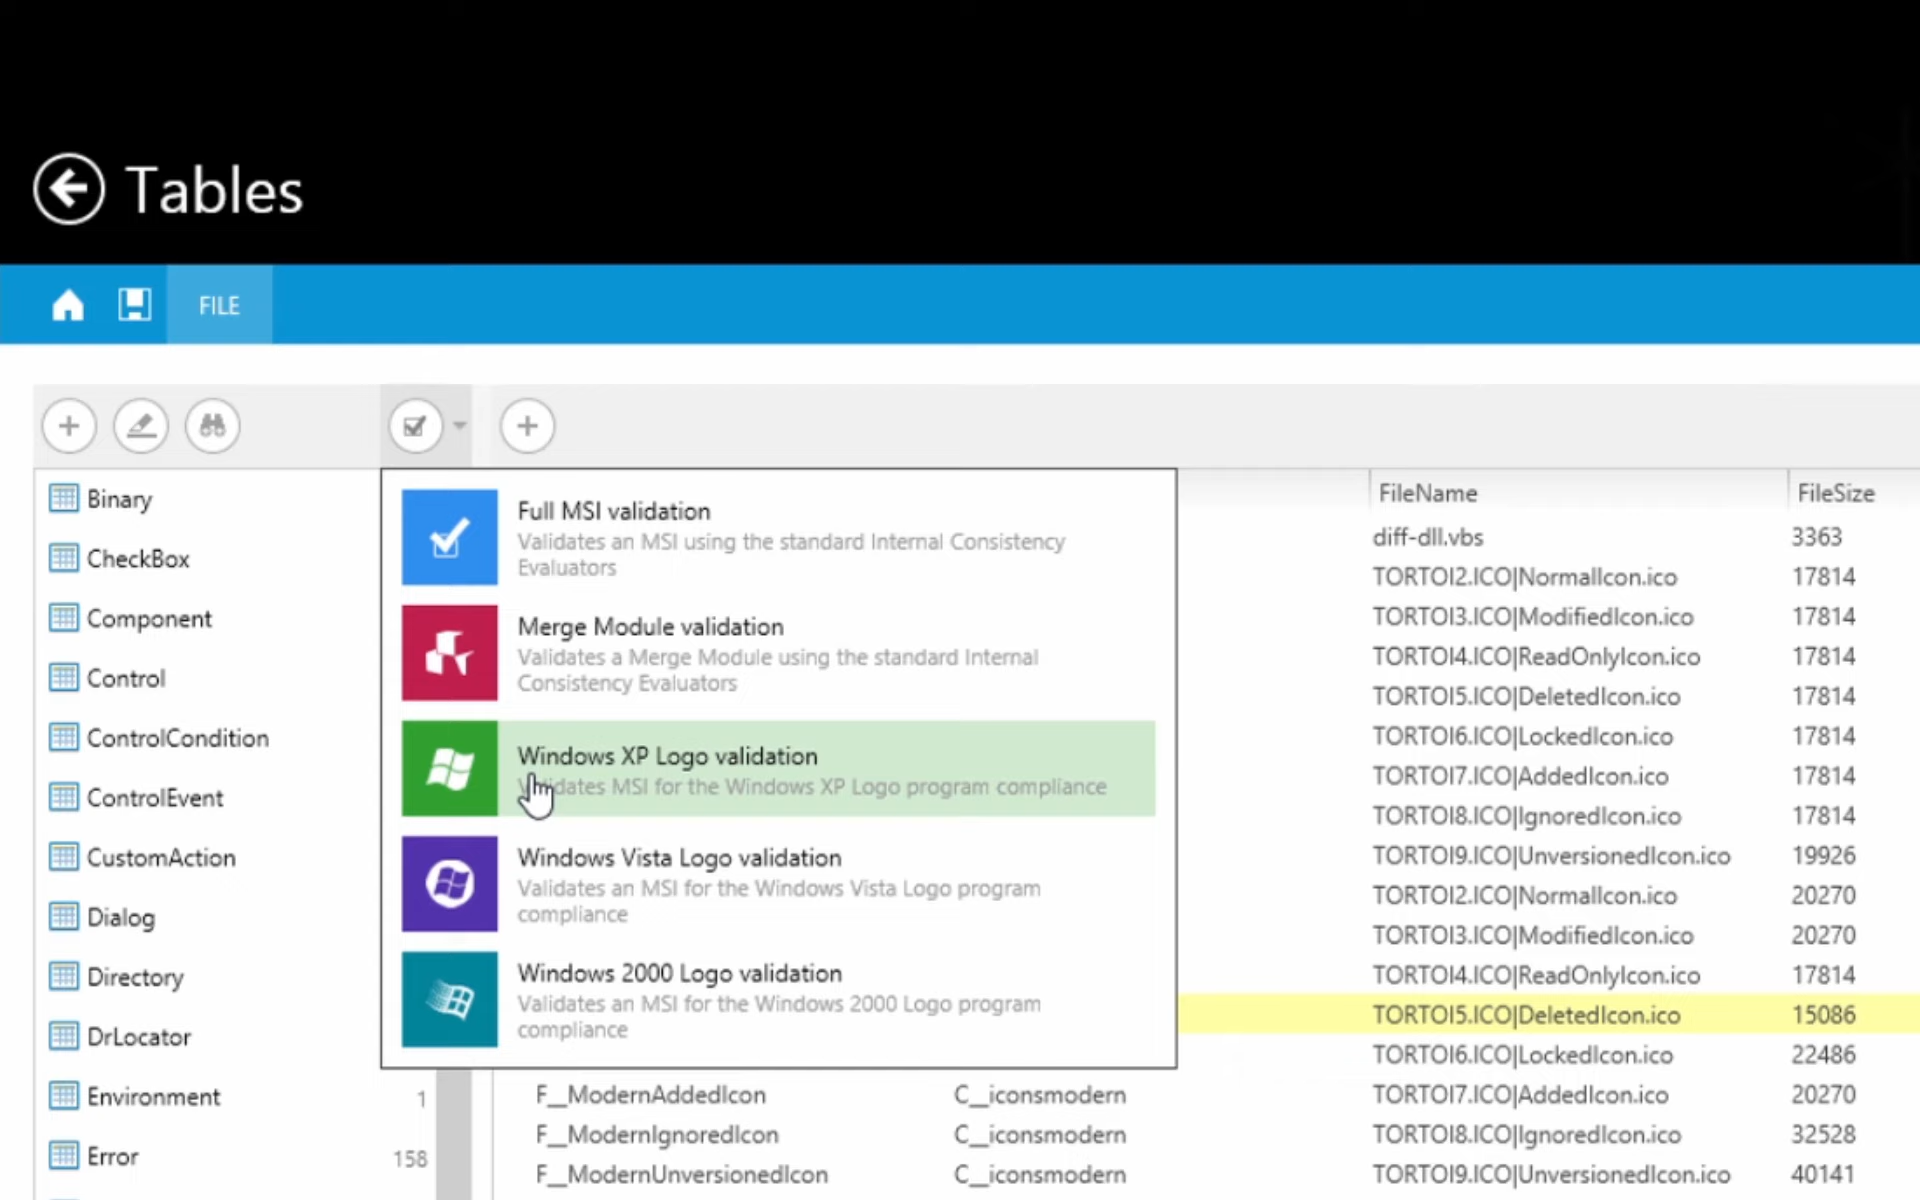 Tables
FILE
Binary
CheckBox
Component
Control
ControlCondition
ControlEvent
CustomAction
Dialog
Directory
DrLocator
Environment 1
Error 158
Full MSI validation
Validates an MSI using the standard Internal Consistency
Evaluators
Merge Module validation
Validates a Merge Module using the standard Internal
Consistency Evaluators
Windows XP Logo validation
Validates MSI for the Windows XP Logo program compliance
Windows Vista Logo validation
Validates an MSI for the Windows Vista Logo program
compliance
Windows 2000 Logo validation
Validates an MSI for the Windows 2000 Logo program
compliance
FileName FileSize
diff-dll.vbs 3363
TORTOI2.ICO|NormalIcon.ico 17814
TORTOI3.ICO|ModifiedIcon.ico 17814
TORTOI4.ICO|ReadOnlyIcon.ico 17814
TORTOI5.ICO|DeletedIcon.ico 17814
TORTOI6.ICO|LockedIcon.ico 17814
TORTOI7.ICO|AddedIcon.ico 17814
TORTOI8.ICO|IgnoredIcon.ico 17814
TORTOI9.ICO|UnversionedIcon.ico 19926
TORTOI2.ICO|NormalIcon.ico 20270
TORTOI3.ICO|ModifiedIcon.ico 20270
TORTOI4.ICO|ReadOnlyIcon.ico 17814
TORTOI5.ICO|DeletedIcon.ico 15086
TORTOI6.ICO|LockedIcon.ico 22486
F__ModernAddedIcon C__iconsmodern TORTOI7.ICO|AddedIcon.ico 20270
F__ModernIgnoredIcon C__iconsmodern TORTOI8.ICO|IgnoredIcon.ico 32528
F__ModernUnversionedIcon C__iconsmodern TORTOI9.ICO|UnversionedIcon.ico 40141